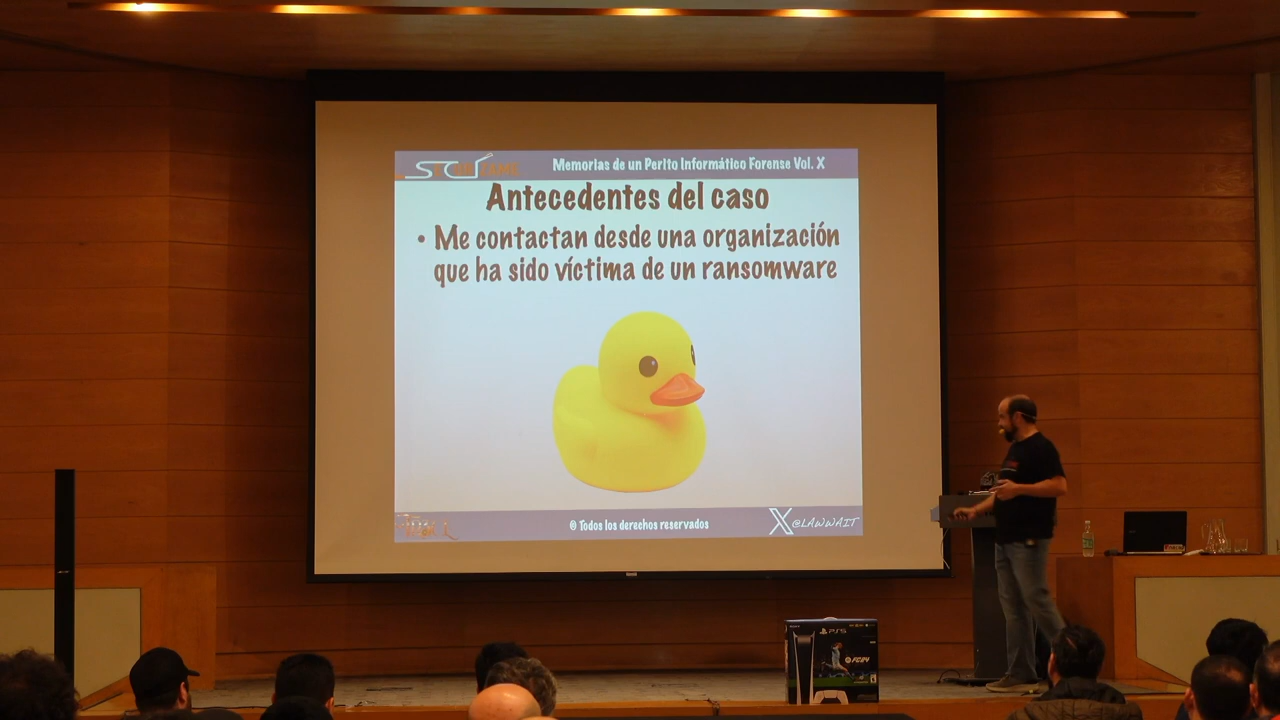 Memorias de un Perito Informático Forense Vol. X
Antecedentes del caso
• Me contactan desde una organización
que ha sido víctima de un ransomware
© Todos los derechos reservados
X @LAWWAIT
PS5
FC24